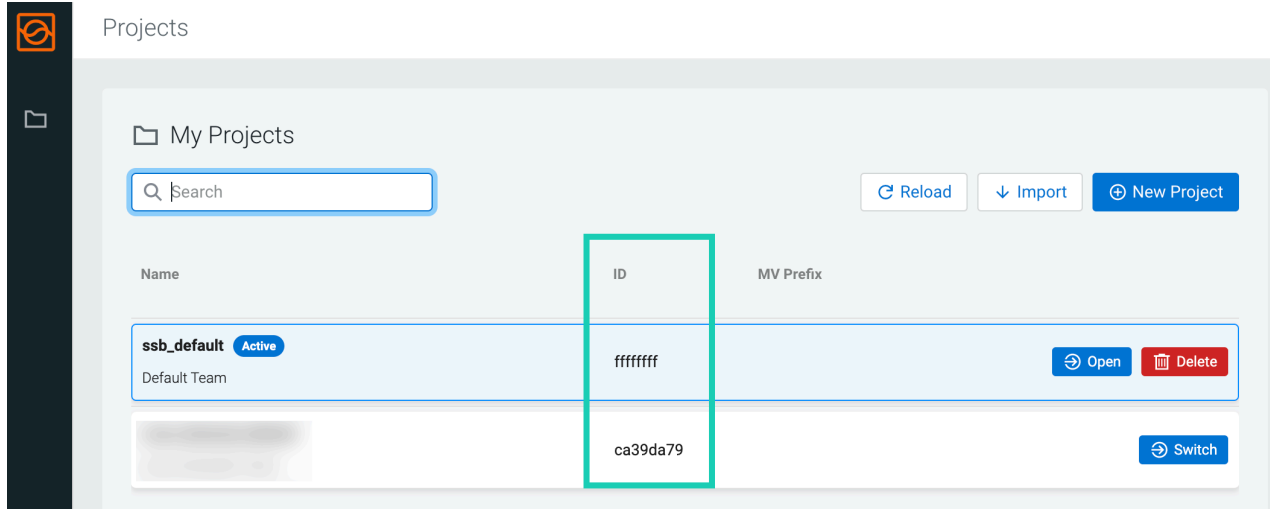 Projects
My Projects
Search
Reload
Import
New Project
Name ID MV Prefix
ssb_default Active
Default Team
ffffffff
Open
Delete
ca39da79
Switch